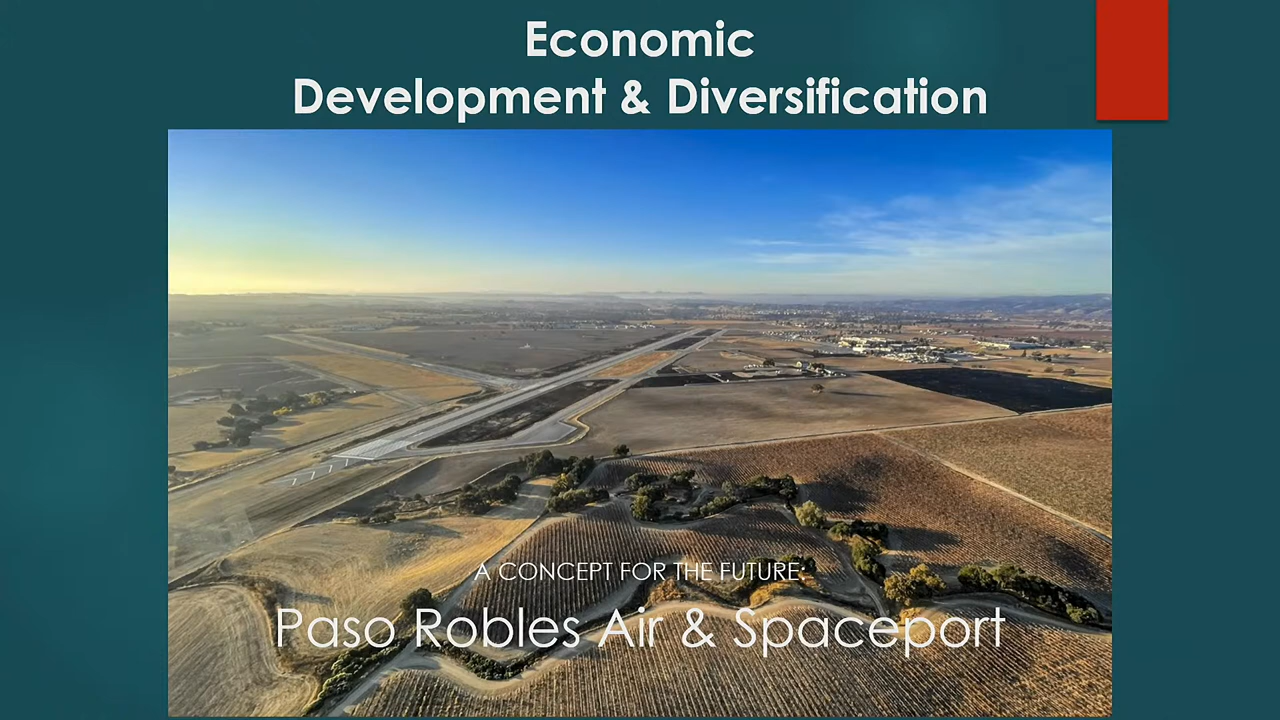 Economic
Development & Diversification
A CONCEPT FOR THE FUTURE:
Paso Robles Air & Spaceport